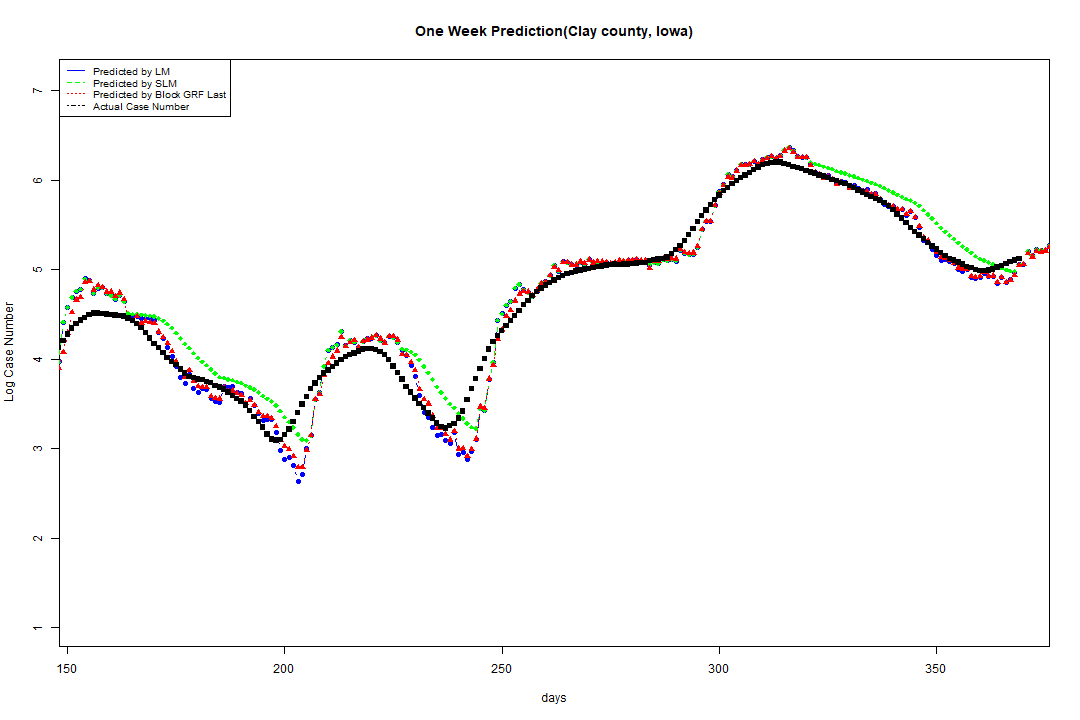 One Week Prediction(Clay county, Iowa)
Predicted by LM
Predicted by SLM
Predicted by Block GRF Last
Actual Case Number
7
6
5
4
3
2
1
Log Case Number
150 200 250 300 350
days